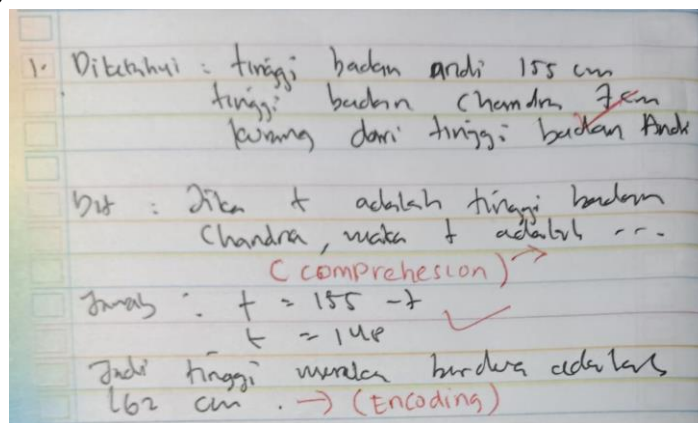 1. Diketahui : tinggi badan andi 155 cm
tinggi badan Chandra 7 cm
kurang dari tinggi badan Andi
Dit : Jika t adalah tinggi badan
Chandra, maka t adalah ...
(comprehesion)
Jawab : t = 155 - 7
t = 148
Jadi tinggi mereka berdua adalah
162 cm . → (Encoding)